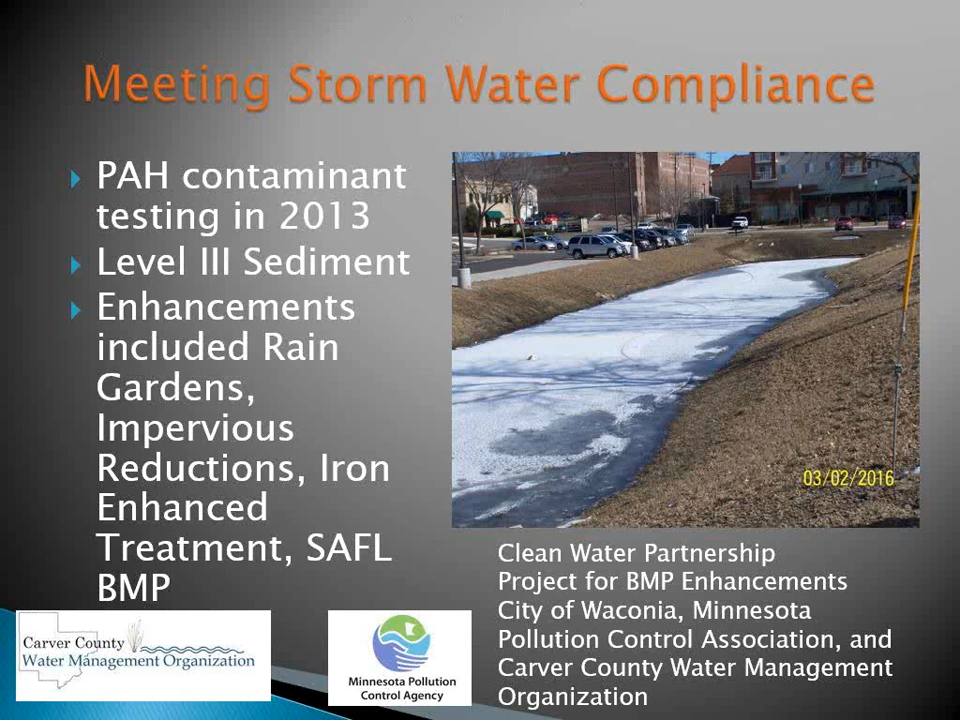 Meeting Storm Water Compliance
PAH contaminant
testing in 2013
Level III Sediment
Enhancements
included Rain
Gardens,
Impervious
Reductions, Iron
Enhanced
Treatment, SAFL
BMP
03/02/2016
Clean Water Partnership
Project for BMP Enhancements
City of Waconia, Minnesota
Pollution Control Association, and
Carver County Water Management
Organization
Carver County
Water Management Organization
Minnesota Pollution
Control Agency